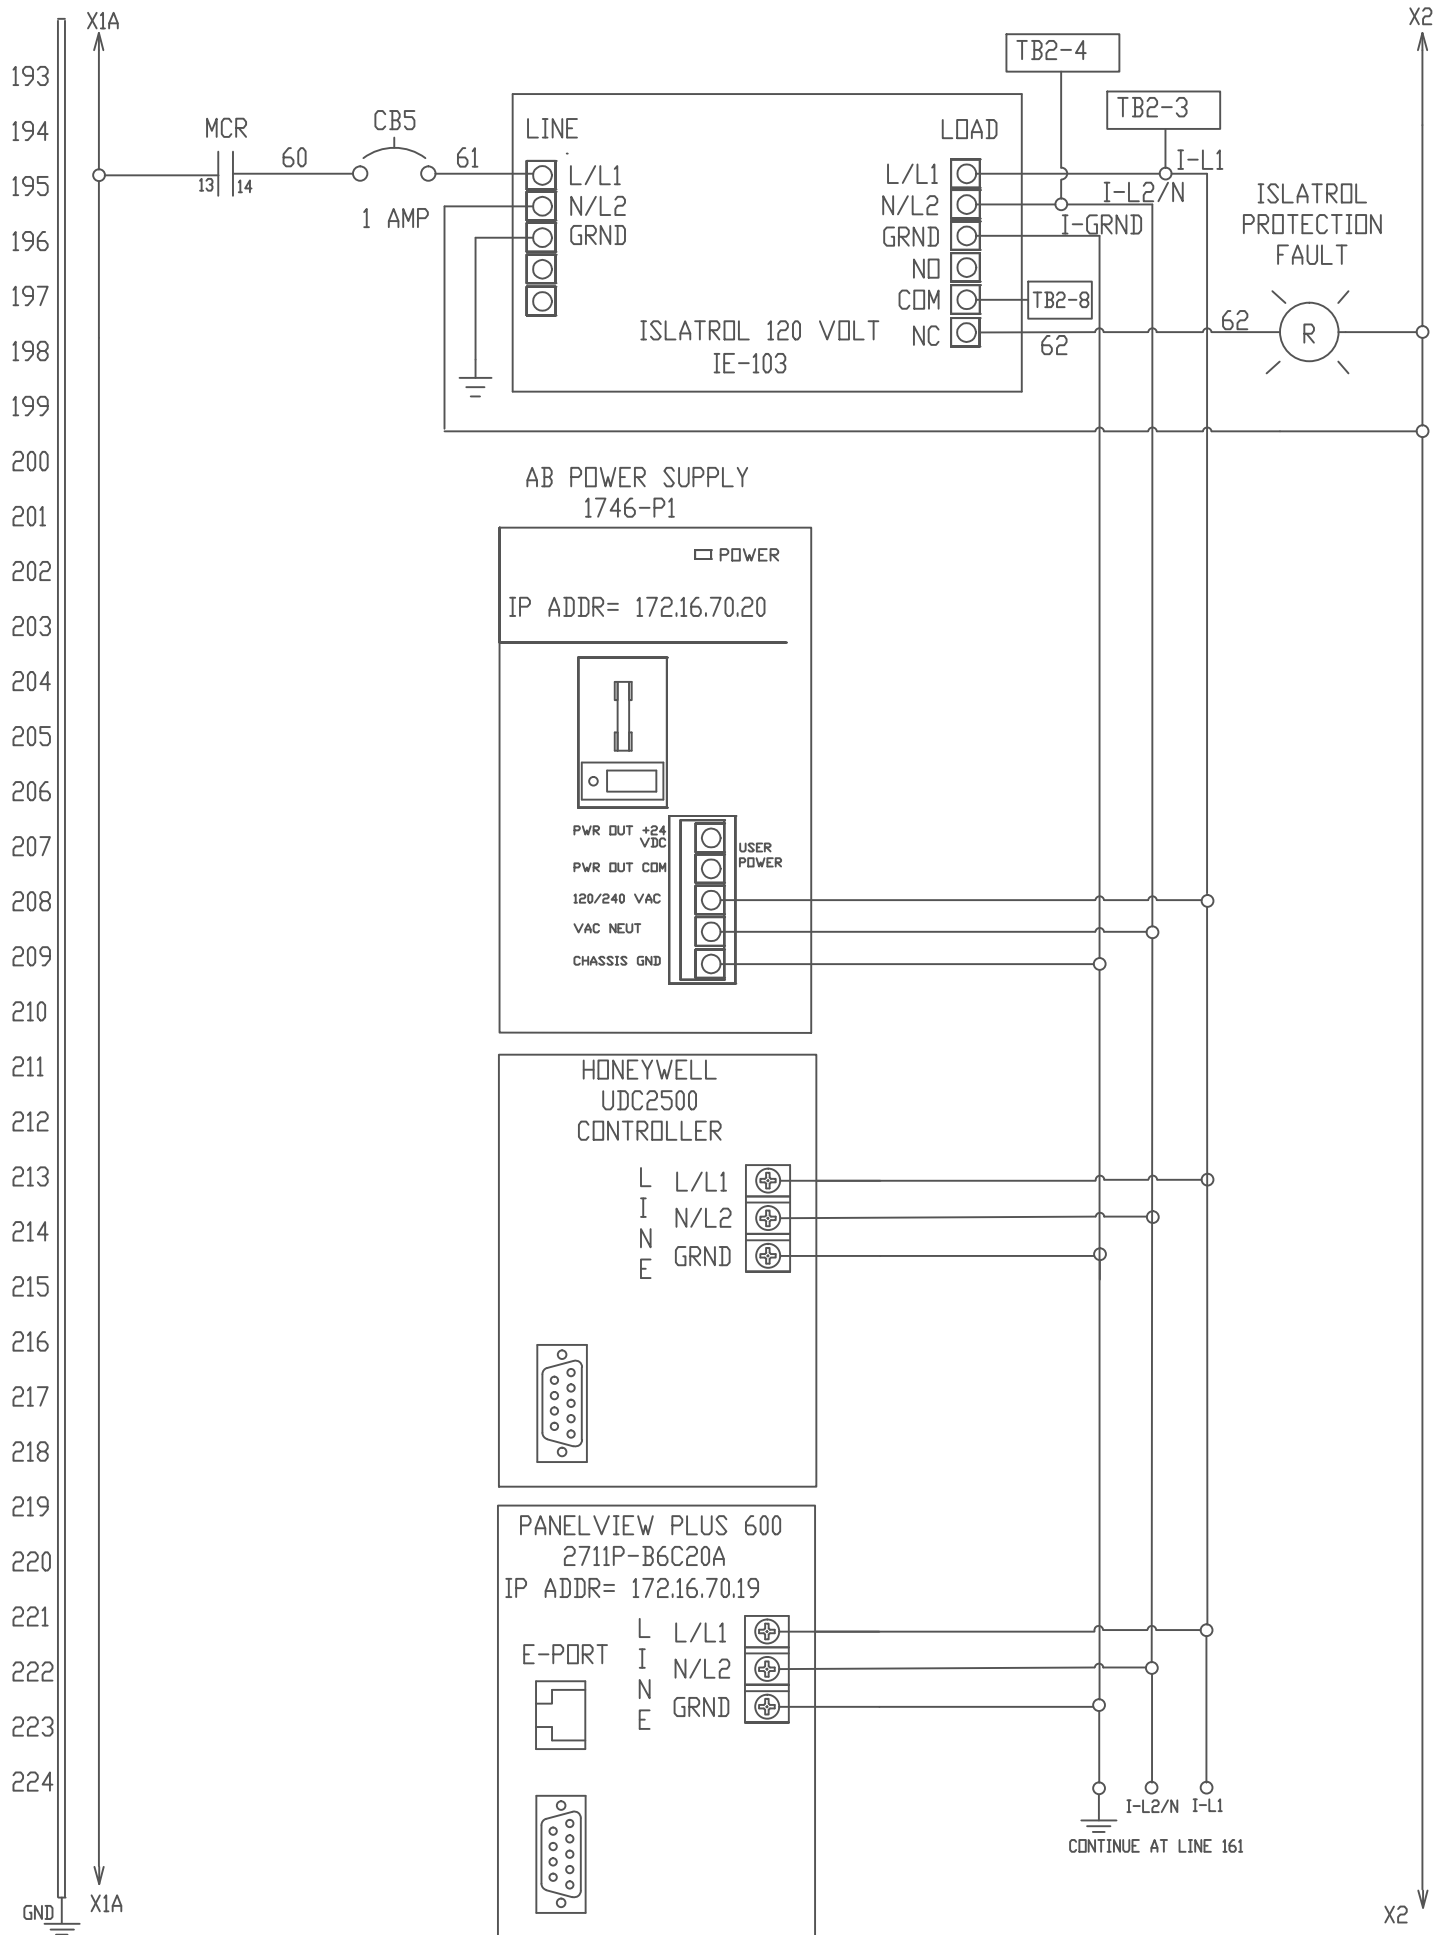 X1A
X2
TB2-4
193
TB2-3
194
MCR
CB5
LINE
LOAD
60
61
L/L1
L/L1
I-L1
13
14
195
I-L2/N
ISLATROL
PROTECTION
FAULT
1 AMP
N/L2
N/L2
I-GRND
196
GRND
GRND
NO
197
COM
TB2-8
ISLATROL 120 VOLT
IE-103
NC
62
62
R
198
199
200
AB POWER SUPPLY
1746-P1
201
POWER
202
IP ADDR= 172.16.70.20
203
204
205
206
PWR OUT +24
VDC
USER
POWER
207
PWR OUT COM
120/240 VAC
208
VAC NEUT
209
CHASSIS GND
210
211
HONEYWELL
UDC2500
CONTROLLER
212
213
LINE
L/L1
N/L2
214
GRND
215
216
217
218
219
PANELVIEW PLUS 600
2711P-B6C20A
220
IP ADDR= 172.16.70.19
221
LINE
L/L1
E-PORT
222
N/L2
GRND
223
224
I-L2/N
I-L1
CONTINUE AT LINE 161
GND
X1A
X2